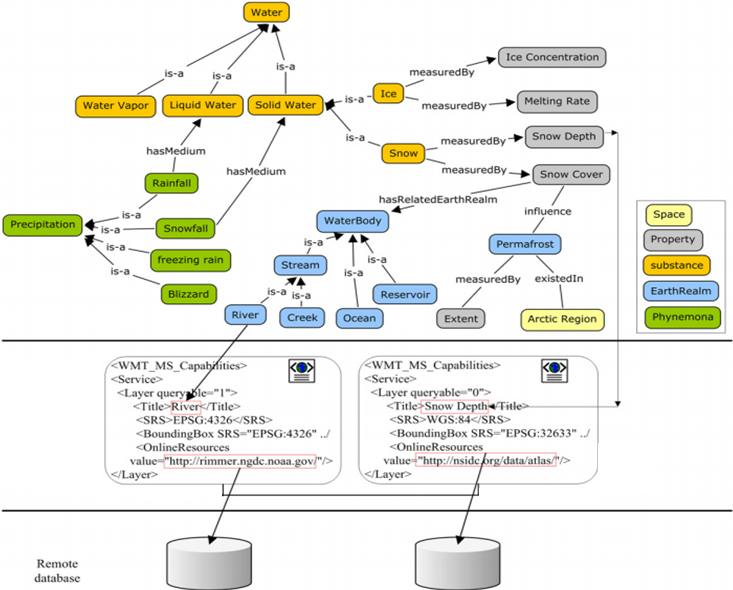 Water
is-a
is-a
is-a
Water Vapor
Liquid Water
Solid Water
is-a
Ice
measuredBy
Ice Concentration
measuredBy
Melting Rate
is-a
Snow
measuredBy
Snow Depth
measuredBy
Snow Cover
hasMedium
hasMedium
Rainfall
is-a
Precipitation
is-a
Snowfall
is-a
freezing rain
is-a
Blizzard
hasRelatedEarthRealm
WaterBody
influence
is-a
Stream
is-a
is-a
Permafrost
is-a
is-a
Reservoir
measuredBy
existedIn
River
Creek
Ocean
Extent
Arctic Region
Space
Property
substance
EarthRealm
Phynemona
<WMT_MS_Capabilities>
<Service>
<Layer queryable="1">
<Title>River</Title>
<SRS>EPSG:4326</SRS>
<BoundingBox SRS="EPSG:4326" ../
<OnlineResources
value="http://rimmer.ngdc.noaa.gov/"/>
</Layer>
<WMT_MS_Capabilities>
<Service>
<Layer queryable="0">
<Title>Snow Depth</Title>
<SRS>WGS:84</SRS>
<BoundingBox SRS="EPSG:32633" ../
<OnlineResources
value="http://nsidc.org/data/atlas/"/>
</Layer>
Remote
database